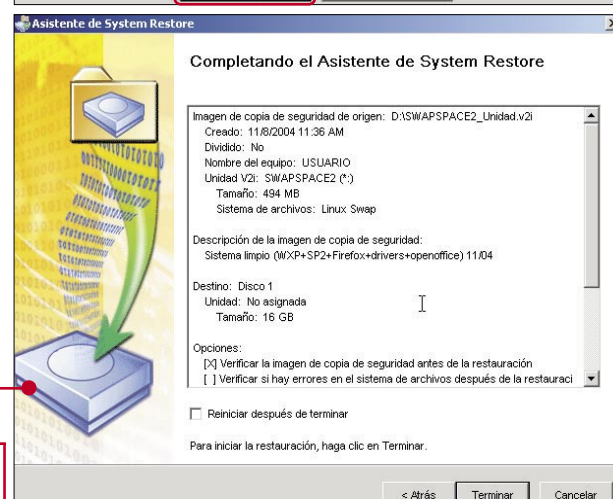 Asistente de System Restore
Completando el Asistente de System Restore
Imagen de copia de seguridad de origen: D:\SWAPSPACE2_Unidad.v2i
Creado: 11/8/2004 11:36 AM
Dividido: No
Nombre del equipo: USUARIO
Unidad V2i: SWAPSPACE2 (*:)
Tamaño: 494 MB
Sistema de archivos: Linux Swap
Descripción de la imagen de copia de seguridad:
Sistema limpio (WXP+SP2+Firefox+drivers+openoffice) 11/04
Destino: Disco 1
Unidad: No asignada
Tamaño: 16 GB
Opciones:
[X] Verificar la imagen de copia de seguridad antes de la restauración
[ ] Verificar si hay errores en el sistema de archivos después de la restauraci
Reiniciar después de terminar
Para iniciar la restauración, haga clic en Terminar.
< Atrás
Terminar
Cancelar